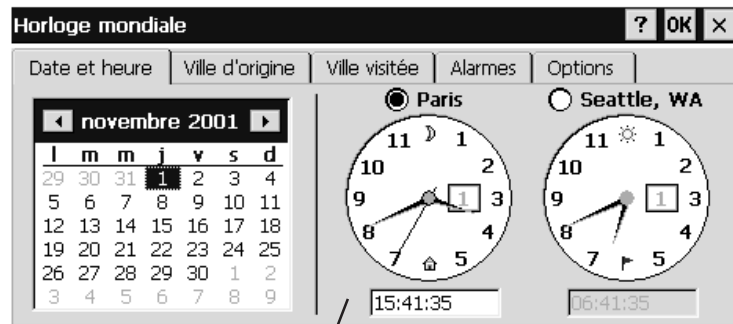 Horloge mondiale ? OK ×
Date et heure Ville d'origine Ville visitée Alarmes Options
novembre 2001
l m m j v s d
29 30 31 1 2 3 4
5 6 7 8 9 10 11
12 13 14 15 16 17 18
19 20 21 22 23 24 25
26 27 28 29 30 1 2
3 4 5 6 7 8 9
Paris
11 1
10 2
9 1 3
8 4
7 5
15:41:35
Seattle, WA
11 1
10 2
9 1 3
8 4
7 5
06:41:35